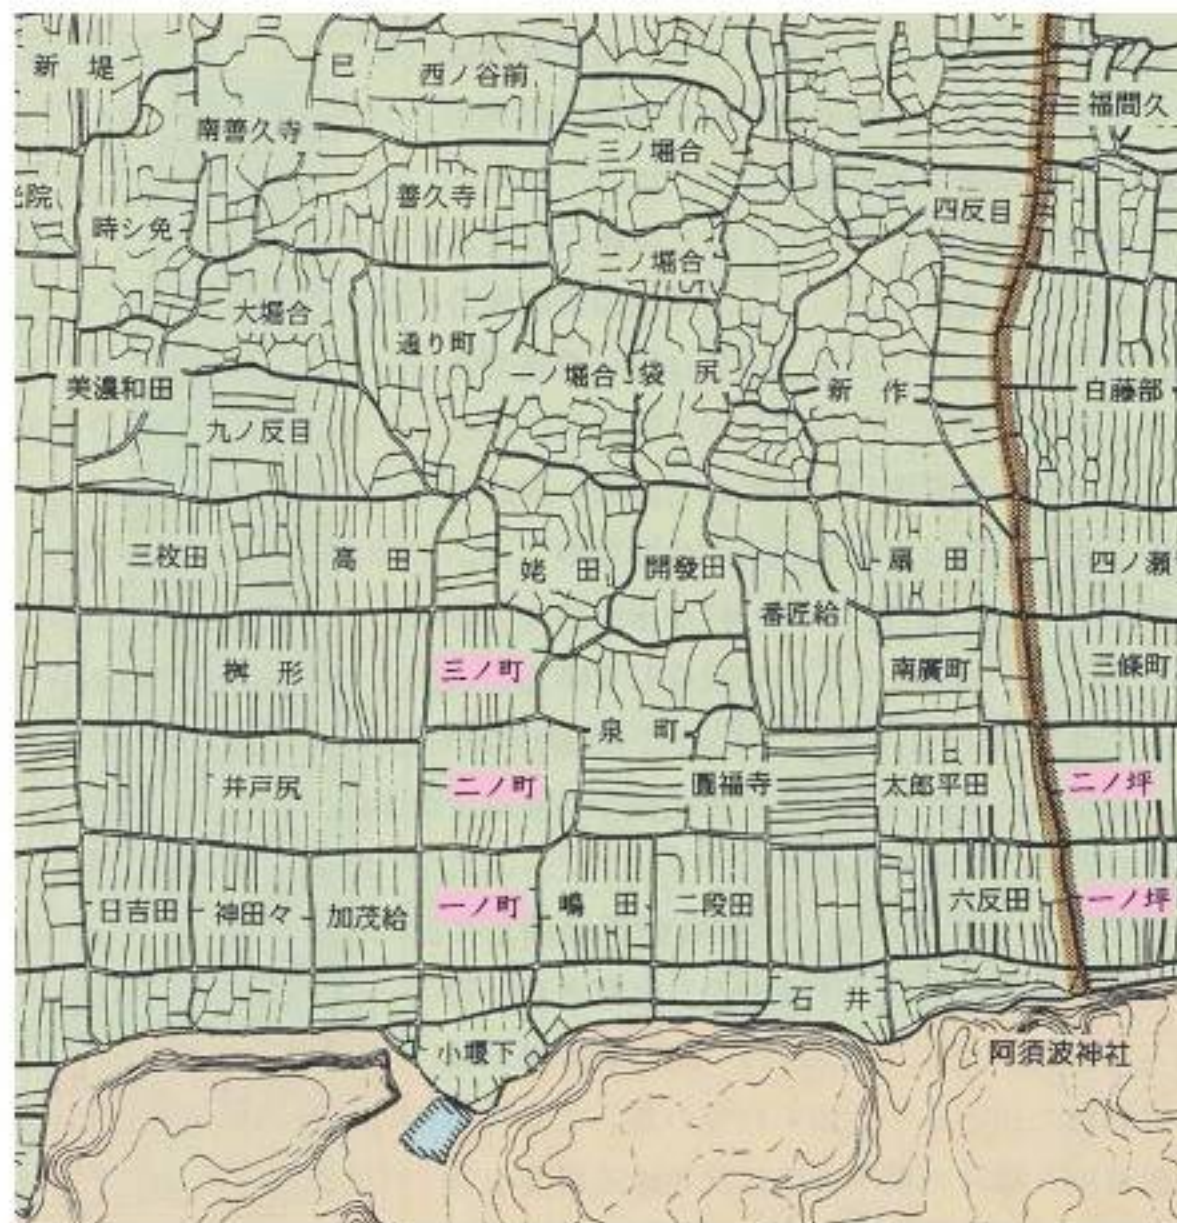 新堤
巳
西ノ谷前
福間久
南善久寺
三ノ堀合
善久寺
時シ免
四反目
二ノ堀合
大堀合
通り町
一ノ堀合
袋尻
美濃和田
新作
白藤部
九ノ反目
三枚田
高田
姥田
開發田
扇田
四ノ瀬
番匠給
桝形
三ノ町
南廣町
三條町
泉町
井戸尻
二ノ町
圓福寺
太郎平田
二ノ坪
日吉田
神田々
加茂給
一ノ町
嶋田
二段田
六反田
一ノ坪
石井
小堰下
阿須波神社